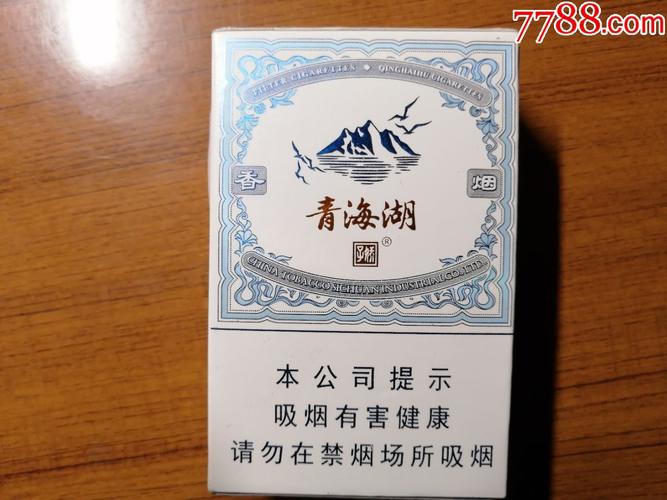 7788.com
FILTER CIGARETTES • QINGHAIHU CIGARETTES
香 烟
青海湖
®
CHINA TOBACCO SICHUAN INDUSTRIAL CO., LTD.
本公司提示
吸烟有害健康
请勿在禁烟场所吸烟